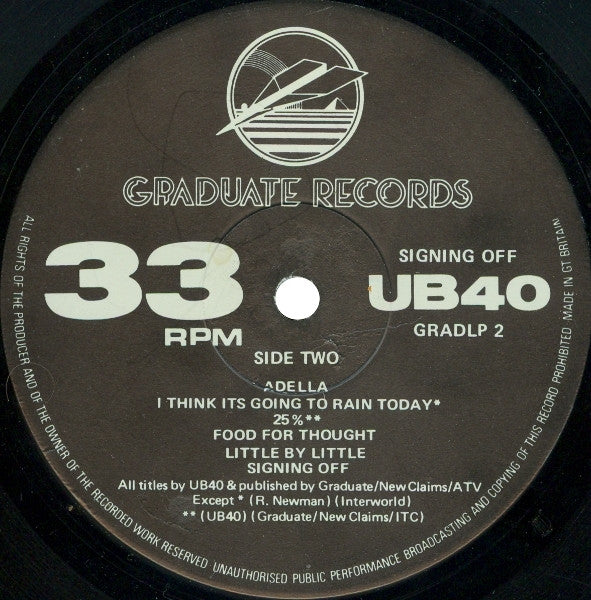 GRADUATE RECORDS
33
RPM
SIGNING OFF
UB40
GRADLP 2
SIDE TWO
ADELLA
I THINK ITS GOING TO RAIN TODAY*
25%**
FOOD FOR THOUGHT
LITTLE BY LITTLE
SIGNING OFF
All titles by UB40 & published by Graduate/New Claims/ATV
Except * (R. Newman) (Interworld)
** (UB40) (Graduate/New Claims/ITC)
ALL RIGHTS OF THE PRODUCER AND OF THE OWNER OF THE RECORDED WORK RESERVED UNAUTHORISED PUBLIC PERFORMANCE BROADCASTING AND COPYING OF THIS RECORD PROHIBITED MADE IN GT BRITAIN